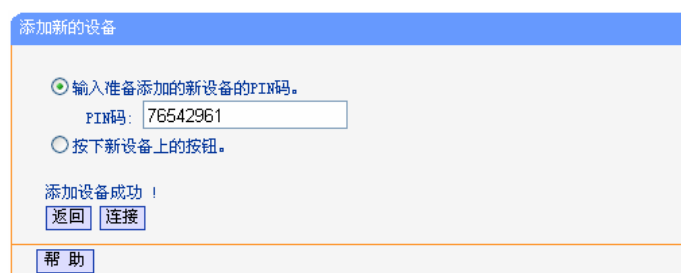 添加新的设备
输入准备添加的新设备的PIN码。
PIN码: 76542961
按下新设备上的按钮。
添加设备成功 !
返回 连接
帮 助